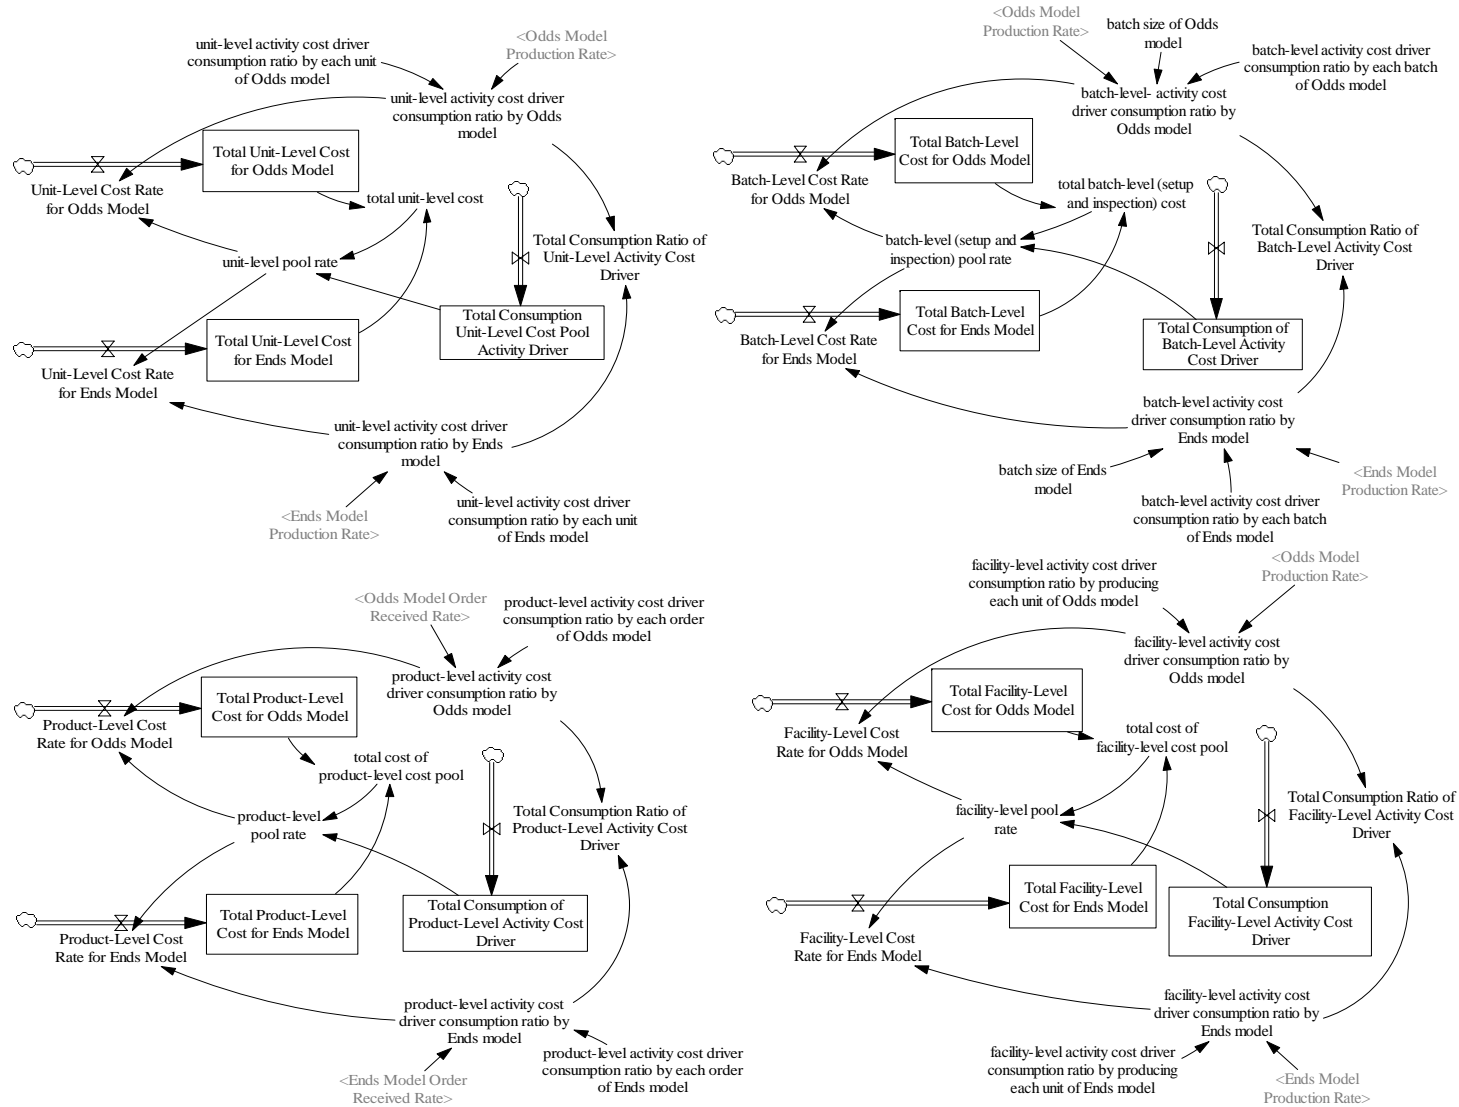 unit-level activity cost driver
consumption ratio by each unit
of Odds model
<Odds Model
Production Rate>
unit-level activity cost driver
consumption ratio by Odds
model
Total Unit-Level Cost
for Odds Model
Unit-Level Cost Rate
for Odds Model
total unit-level cost
Total Consumption Ratio of
Unit-Level Activity Cost
Driver
unit-level pool rate
Total Consumption
Unit-Level Cost Pool
Activity Driver
Total Unit-Level Cost
for Ends Model
Unit-Level Cost Rate
for Ends Model
unit-level activity cost driver
consumption ratio by Ends
model
<Ends Model
Production Rate>
unit-level activity cost driver
consumption ratio by each unit
of Ends model
<Odds Model
Production Rate>
batch size of Odds
model
batch-level activity cost driver
consumption ratio by each batch
of Odds model
batch-level- activity cost
driver consumption ratio by
Odds model
Total Batch-Level
Cost for Odds Model
Batch-Level Cost Rate
for Odds Model
total batch-level (setup
and inspection) cost
Total Consumption Ratio of
Batch-Level Activity Cost
Driver
batch-level (setup and
inspection) pool rate
Total Batch-Level
Cost for Ends Model
Total Consumption of
Batch-Level Activity
Cost Driver
Batch-Level Cost Rate
for Ends Model
batch-level activity cost
driver consumption ratio by
Ends model
batch size of Ends
model
<Ends Model
Production Rate>
batch-level activity cost driver
consumption ratio by each batch
of Ends model
<Odds Model Order
Received Rate>
product-level activity cost driver
consumption ratio by each order
of Odds model
product-level activity cost
driver consumption ratio by
Odds model
Total Product-Level
Cost for Odds Model
Product-Level Cost
Rate for Odds Model
total cost of
product-level cost pool
Total Consumption Ratio of
Product-Level Activity Cost
Driver
product-level
pool rate
Total Product-Level
Cost for Ends Model
Total Consumption of
Product-Level Activity Cost
Driver
Product-Level Cost
Rate for Ends Model
product-level activity cost
driver consumption ratio by
Ends model
product-level activity cost driver
consumption ratio by each order
of Ends model
<Ends Model Order
Received Rate>
facility-level activity cost driver
consumption ratio by producing
each unit of Odds model
<Odds Model
Production Rate>
facility-level activity cost
driver consumption ratio by
Odds model
Total Facility-Level
Cost for Odds Model
Facility-Level Cost
Rate for Odds Model
total cost of
facility-level cost pool
Total Consumption Ratio of
Facility-Level Activity Cost
Driver
facility-level pool
rate
Total Facility-Level
Cost for Ends Model
Total Consumption
Facility-Level Activity Cost
Driver
Facility-Level Cost
Rate for Ends Model
facility-level activity cost
driver consumption ratio by
Ends model
facility-level activity cost driver
consumption ratio by producing
each unit of Ends model
<Ends Model
Production Rate>